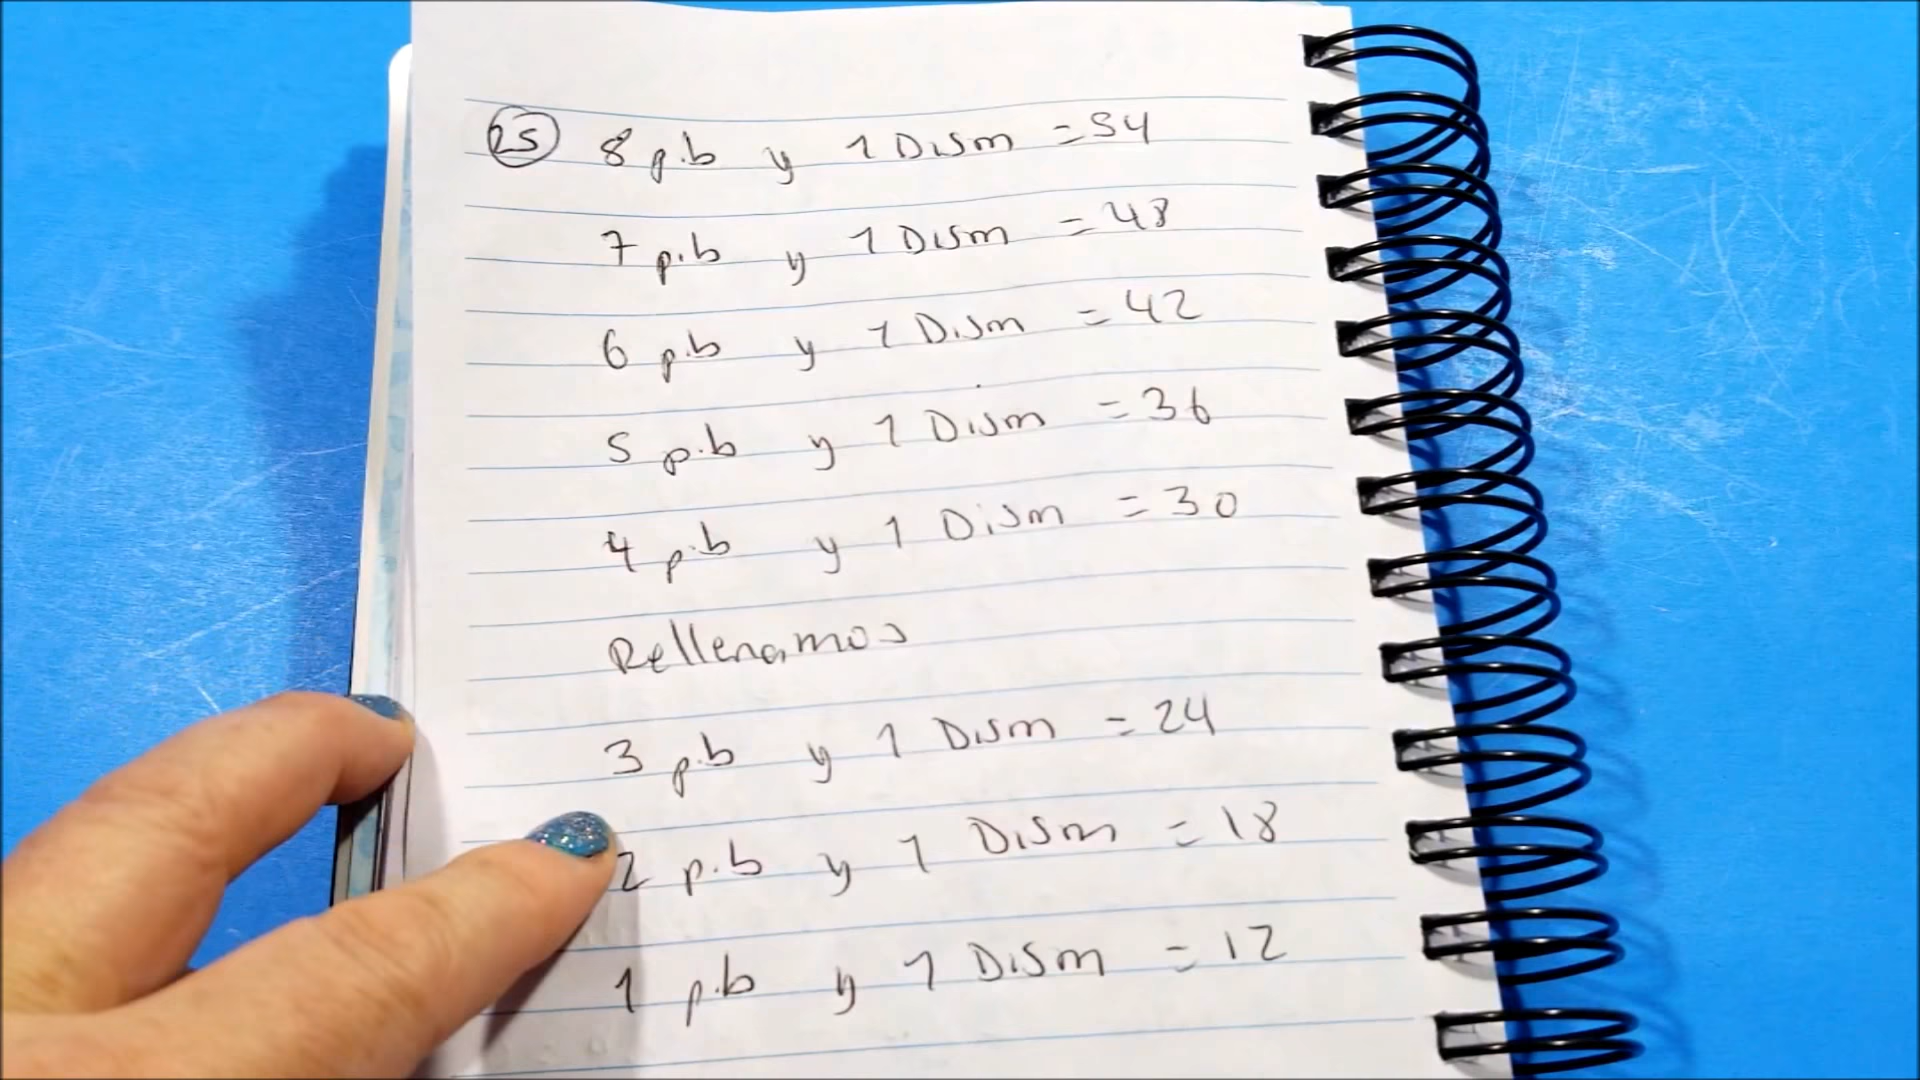 25 8 p.b y 1 Dism = 54
7 p.b y 1 Dism = 48
6 p.b y 1 Dism = 42
5 p.b y 1 Dism = 36
4 p.b y 1 Dism = 30
Rellenamos
3 p.b y 1 Dism = 24
2 p.b y 1 Dism = 18
1 p.b y 1 Dism = 12